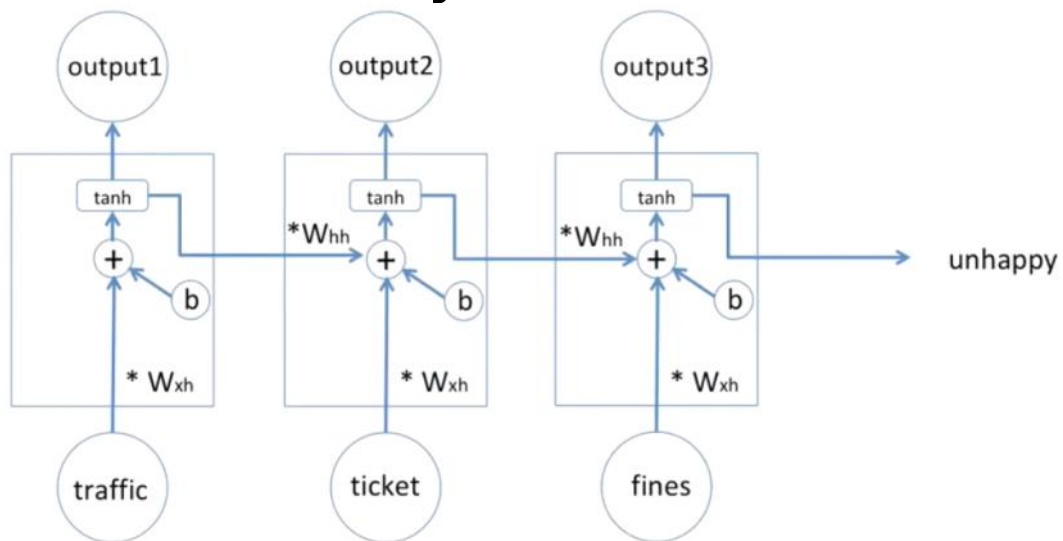 output1 output2 output3
tanh tanh tanh
*Whh *Whh
+ + + unhappy
b b b
* Wxh * Wxh * Wxh
traffic ticket fines